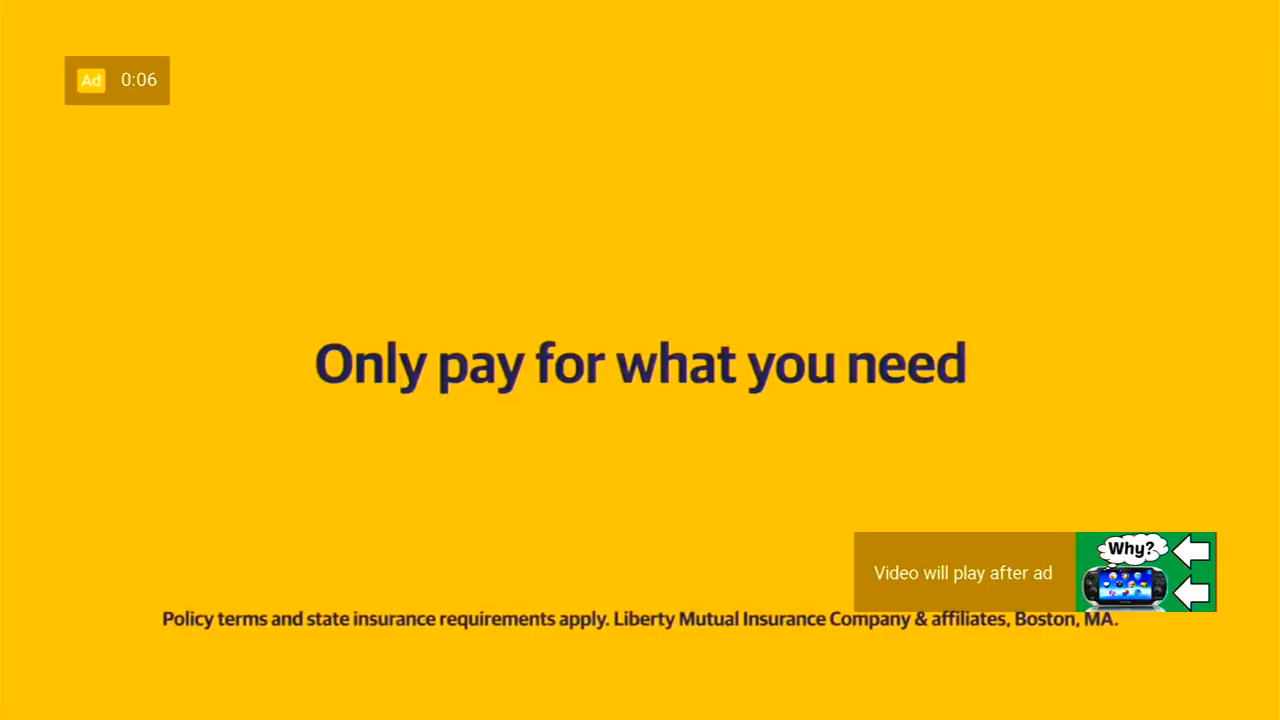 Ad 0:06
Only pay for what you need
Why?
Video will play after ad
Policy terms and state insurance requirements apply. Liberty Mutual Insurance Company & affiliates, Boston, MA.